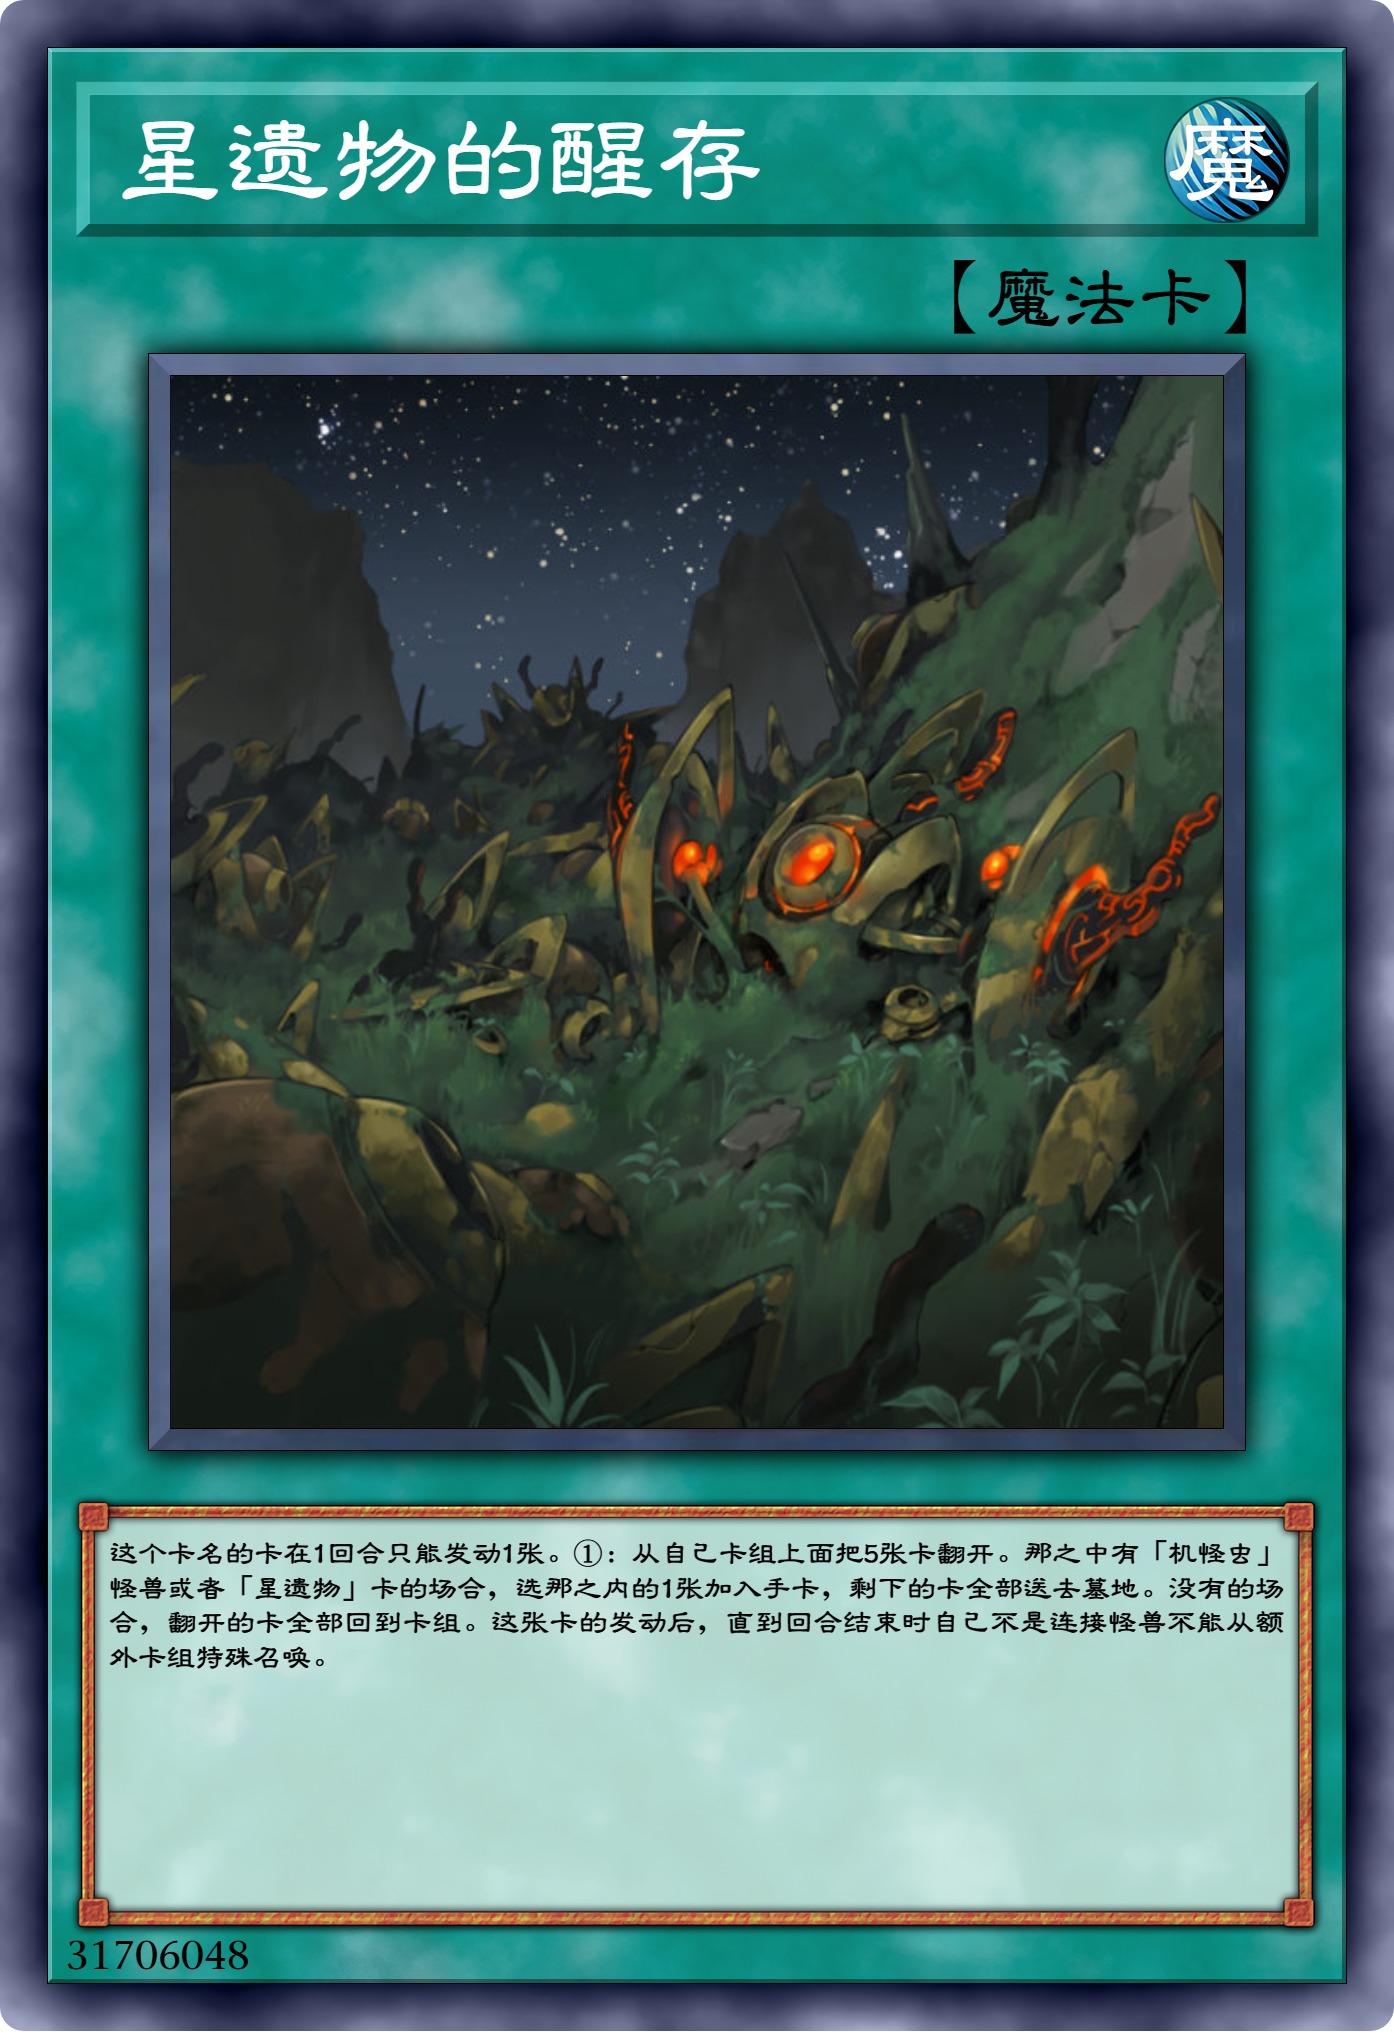 星遗物的醒存
魔
【魔法卡】
这个卡名的卡在1回合只能发动1张。①：从自己卡组上面把5张卡翻开。那之中有「机怪虫」
怪兽或者「星遗物」卡的场合，选那之内的1张加入手卡，剩下的卡全部送去墓地。没有的场
合，翻开的卡全部回到卡组。这张卡的发动后，直到回合结束时自己不是连接怪兽不能从额
外卡组特殊召唤。
31706048